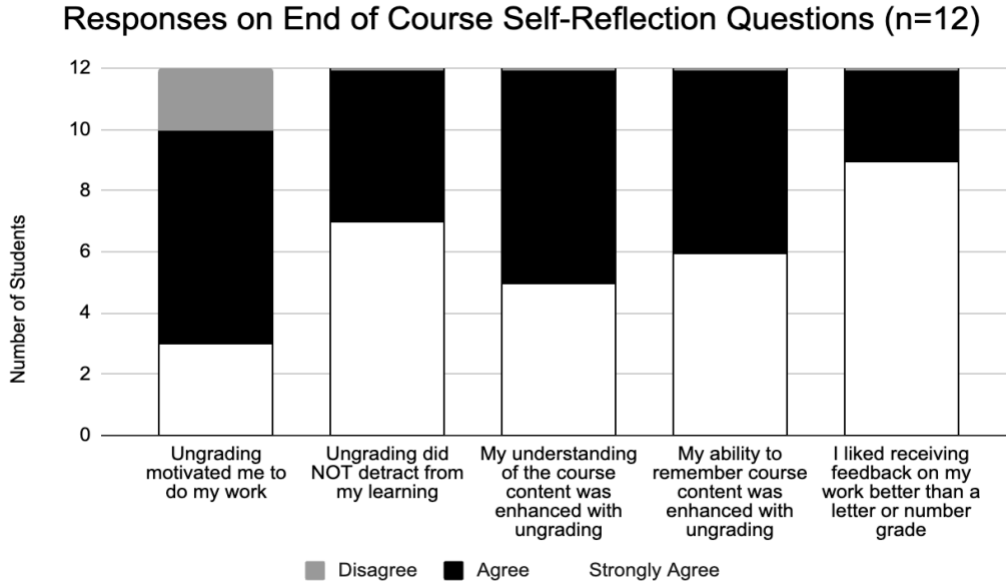 Responses on End of Course Self-Reflection Questions (n=12)
12
10
8
6
4
2
0
Number of Students
Ungrading
motivated me to
do my work
Ungrading did
NOT detract from
my learning
My understanding
of the course
content was
enhanced with
ungrading
My ability to
remember course
content was
enhanced with
ungrading
I liked receiving
feedback on my
work better than a
letter or number
grade
Disagree Agree Strongly Agree